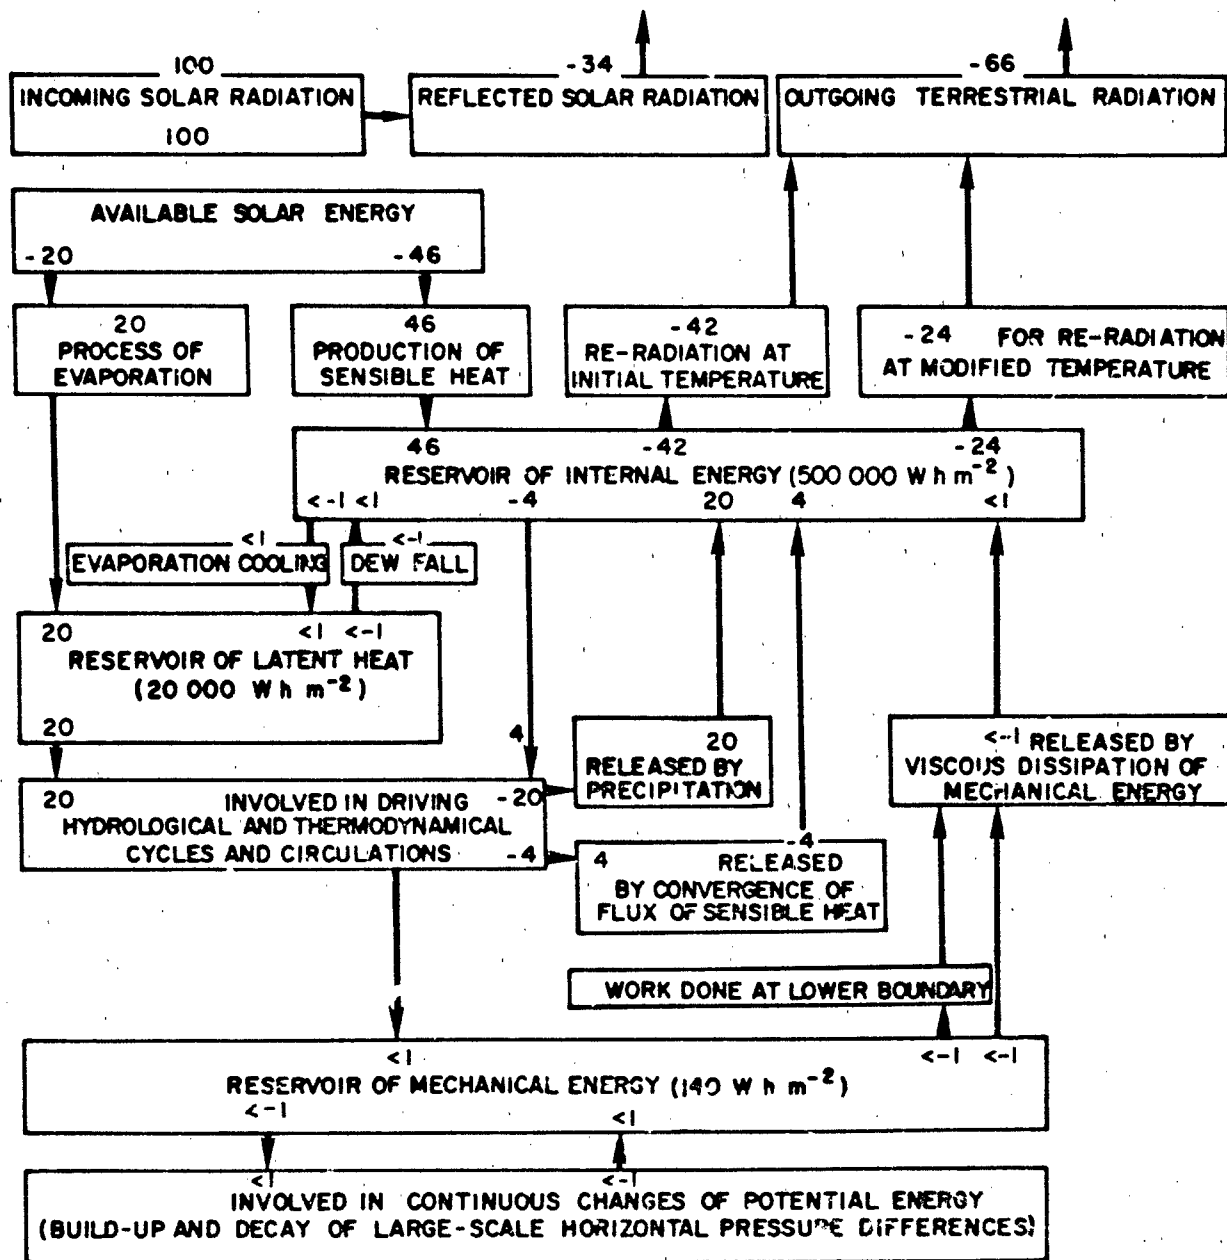 100
INCOMING SOLAR RADIATION
100
-34
REFLECTED SOLAR RADIATION
-66
OUTGOING TERRESTRIAL RADIATION
AVAILABLE SOLAR ENERGY
-20 -46
20
PROCESS OF
EVAPORATION
46
PRODUCTION OF
SENSIBLE HEAT
-42
RE-RADIATION AT
INITIAL TEMPERATURE
-24 FOR RE-RADIATION
AT MODIFIED TEMPERATURE
46 -42 -24
RESERVOIR OF INTERNAL ENERGY (500 000 W h m⁻²)
<-1 <1 -4 20 4 <1
<1
EVAPORATION COOLING
<-1
DEW FALL
20 <1 <-1
RESERVOIR OF LATENT HEAT
(20 000 W h m⁻²)
20
4
20 INVOLVED IN DRIVING -20
HYDROLOGICAL AND THERMODYNAMICAL
CYCLES AND CIRCULATIONS -4
20
RELEASED BY
PRECIPITATION
-4
4 RELEASED
BY CONVERGENCE OF
FLUX OF SENSIBLE HEAT
<-1 RELEASED BY
VISCOUS DISSIPATION OF
MECHANICAL ENERGY
WORK DONE AT LOWER BOUNDARY
<1 <-1 <-1
RESERVOIR OF MECHANICAL ENERGY (140 W h m⁻²)
<-1 <1
<1 <-1
INVOLVED IN CONTINUOUS CHANGES OF POTENTIAL ENERGY
(BUILD-UP AND DECAY OF LARGE-SCALE HORIZONTAL PRESSURE DIFFERENCES)